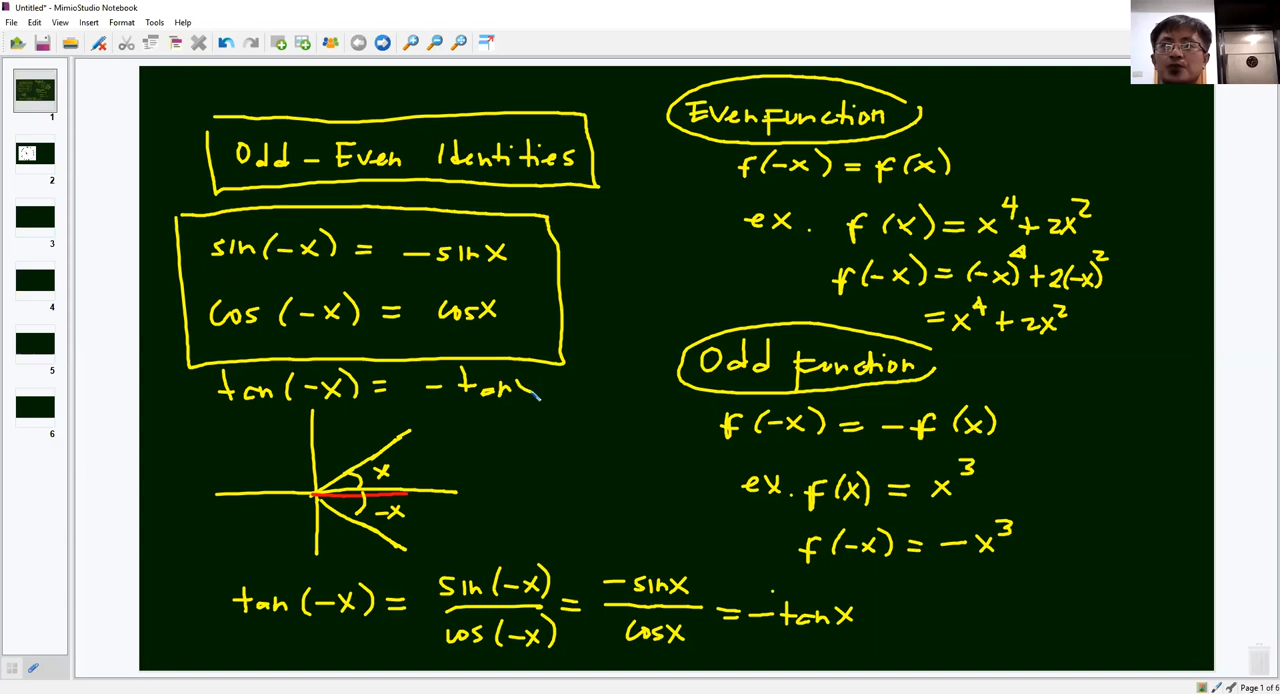 Untitled* - MimioStudio Notebook
File Edit View Insert Format Tools Help
1
2
3
4
5
6
Odd - Even Identities
sin(-x) = -sinx
cos(-x) = cosx
tan(-x) = - tanx
x
-x
tan(-x) = sin(-x)/cos(-x) = -sinx/cosx = -tanx
Even Function
f(-x) = f(x)
ex. f(x) = x⁴ + 2x²
f(-x) = (-x)⁴ + 2(-x)²
= x⁴ + 2x²
Odd function
f(-x) = -f(x)
ex. f(x) = x³
f(-x) = -x³
Page 1 of 6